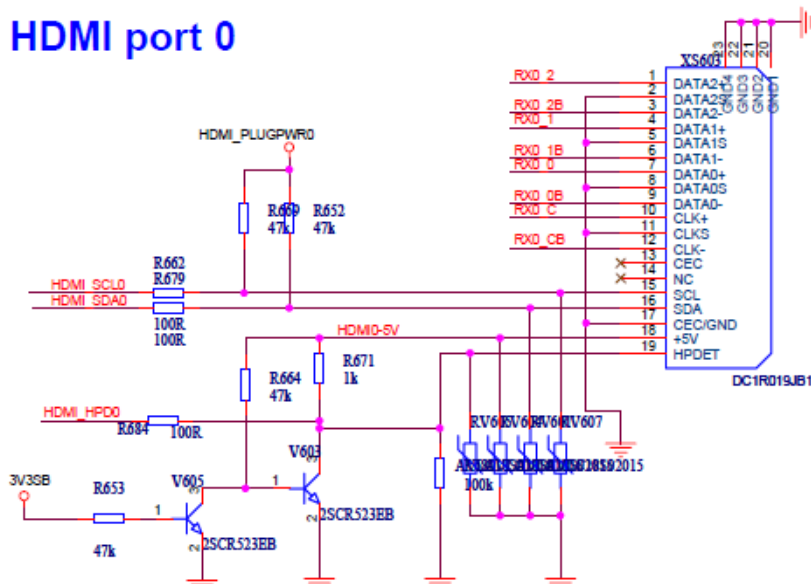 HDMI port 0
XS603
23
22
21
20
GND4
GND3
GND2
GND1
RX0_2
1
DATA2+
2
DATA2S
RX0_2B
3
DATA2-
RX0_1
4
DATA1+
5
DATA1S
RX0_1B
6
DATA1-
RX0_0
7
DATA0+
8
DATA0S
RX0_0B
9
DATA0-
RX0_C
10
CLK+
11
CLKS
RX0_CB
12
CLK-
13
CEC
14
NC
15
SCL
16
SDA
17
CEC/GND
18
+5V
19
HPDET
DC1R019JB1
HDMI_PLUGPWR0
R652
47k
47k
R662
R679
HDMI_SCL0
HDMI_SDA0
100R
100R
HDMI0-5V
R671
1k
R664
47k
HDMI_HPD0
R684
100R
V603
3
1
2
2SCR523EB
V605
3
1
2
2SCR523EB
3V3SB
R653
47k
100k